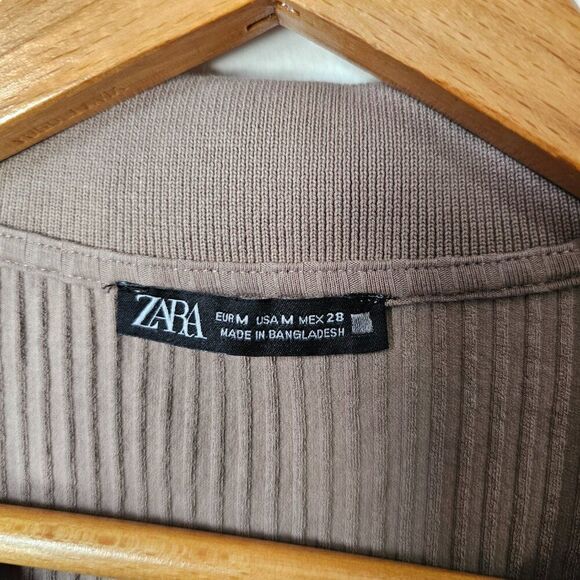 ZARA
EUR M USA M MEX 28
MADE IN BANGLADESH